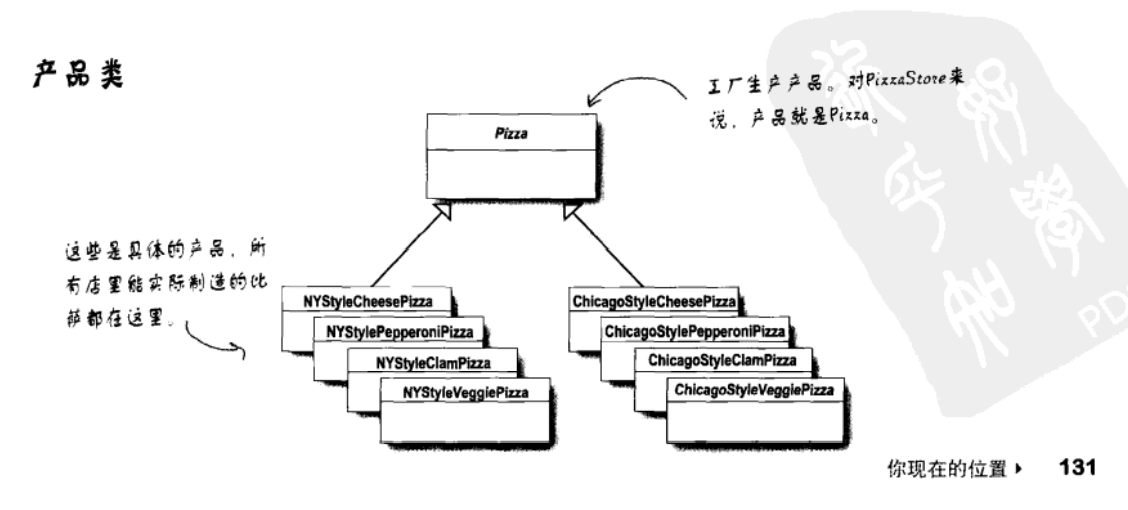 产品类
工厂生产产品。对PizzaStore来
说，产品就是Pizza。
Pizza
这些是具体的产品，所
有店里能实际制造的比
萨都在这里。
NYStyleCheesePizza
NYStylePepperoniPizza
NYStyleClamPizza
NYStyleVeggiePizza
ChicagoStyleCheesePizza
ChicagoStylePepperoniPizza
ChicagoStyleClamPizza
ChicagoStyleVeggiePizza
你现在的位置 ▸ 131